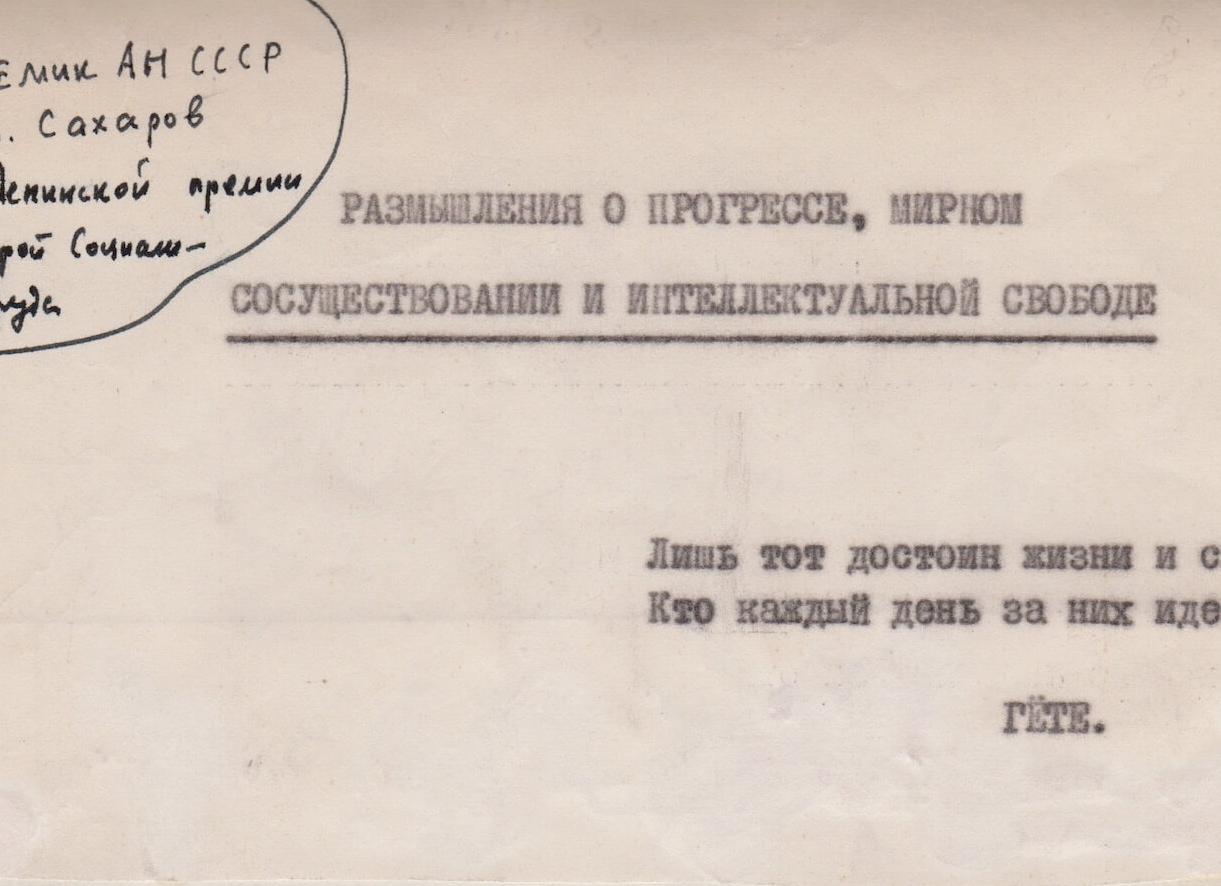 ЕМИК АН СССР
. Сахаров
Ленинской премии
рой Социали-
руда
РАЗМЫШЛЕНИЯ О ПРОГРЕССЕ, МИРНОМ
СОСУЩЕСТВОВАНИИ И ИНТЕЛЛЕКТУАЛЬНОЙ СВОБОДЕ
Лишь тот достоин жизни и с
Кто каждый день за них иде
ГЁТЕ.